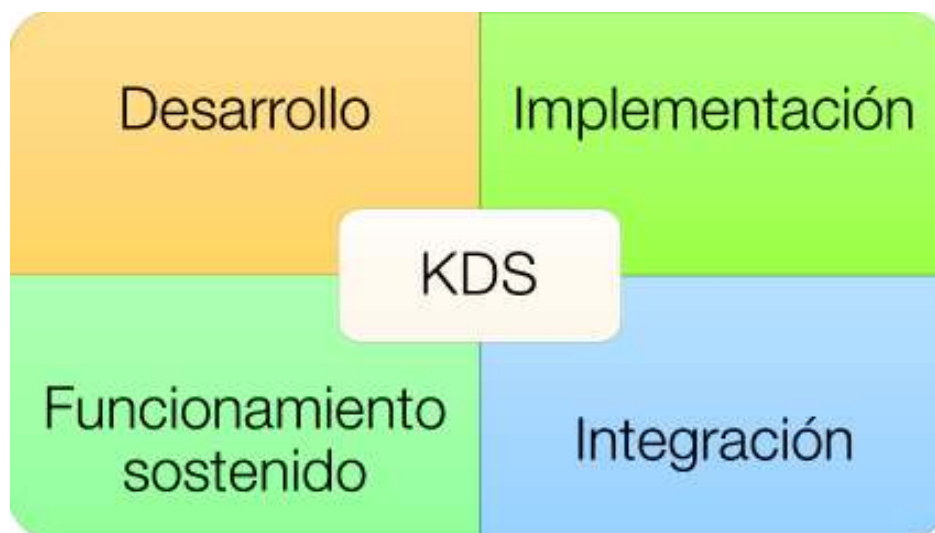 Desarrollo
Implementación
KDS
Funcionamiento
sostenido
Integración